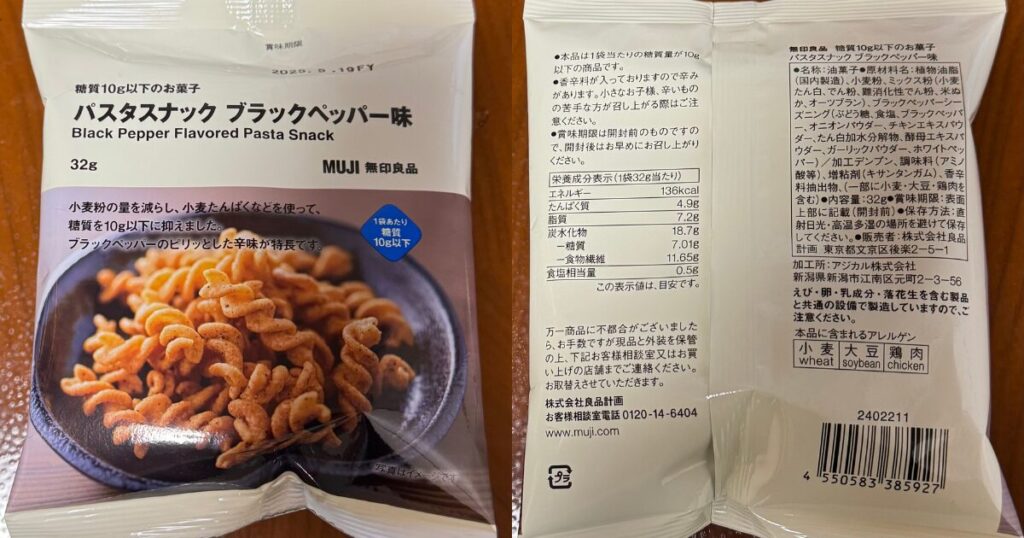 賞味期限
2025. 5. 19FY
糖質10g以下のお菓子
パスタスナック ブラックペッパー味
Black Pepper Flavored Pasta Snack
32g
MUJI 無印良品
小麦粉の量を減らし、小麦たんぱくなどを使って、
糖質を10g以下に抑えました。
ブラックペッパーのピリッとした辛味が特長です。
1袋あたり
糖質
10g以下
写真はイメージです
●本品は1袋当たりの糖質量が10g
以下の商品です。
●香辛料が入っておりますので辛み
があります。小さなお子様、辛いもの
の苦手な方が召し上がる際はご注
意ください。
●賞味期限は開封前のものですの
で、開封後はお早めにお召し上がり
ください。
栄養成分表示(1袋32g当たり)
エネルギー 136kcal
たんぱく質 4.9g
脂質 7.2g
炭水化物 18.7g
―糖質 7.01g
―食物繊維 11.65g
食塩相当量 0.5g
この表示値は、目安です。
万一商品に不都合がございました
ら、お手数ですが現品と外装を保管
の上、下記お客様相談室又はお買
い上げの店舗までご連絡ください。
お取替えさせていただきます。
株式会社良品計画
お客様相談室電話 0120-14-6404
www.muji.com
プラ
無印良品 糖質10g以下のお菓子
パスタスナック ブラックペッパー味
●名称:油菓子●原材料名:植物油脂
(国内製造)、小麦粉、ミックス粉(小麦
たん白、でん粉、難消化性でん粉、米ぬ
か、オーツブラン)、ブラックペッパーシー
ズニング(ぶどう糖、食塩、ブラックペッパ
ー、オニオンパウダー、チキンエキスパウ
ダー、たん白加水分解物、酵母エキスパ
ウダー、ガーリックパウダー、ホワイトペッ
パー)/加工デンプン、調味料(アミノ
酸等)、増粘剤(キサンタンガム)、香辛
料抽出物、(一部に小麦・大豆・鶏肉を
含む)●内容量:32g●賞味期限:表面
上部に記載(開封前)●保存方法:直
射日光・高温多湿の場所を避けて保存
してください。●販売者:株式会社良品
計画 東京都文京区後楽2-5-1
加工所:アジカル株式会社
新潟県新潟市江南区元町2-3-56
えび・卵・乳成分・落花生を含む製品
と共通の設備で製造していますので、ご
注意ください。
本品に含まれるアレルゲン
小麦 大豆 鶏肉
wheat soybean chicken
2402211
4 550583 385927